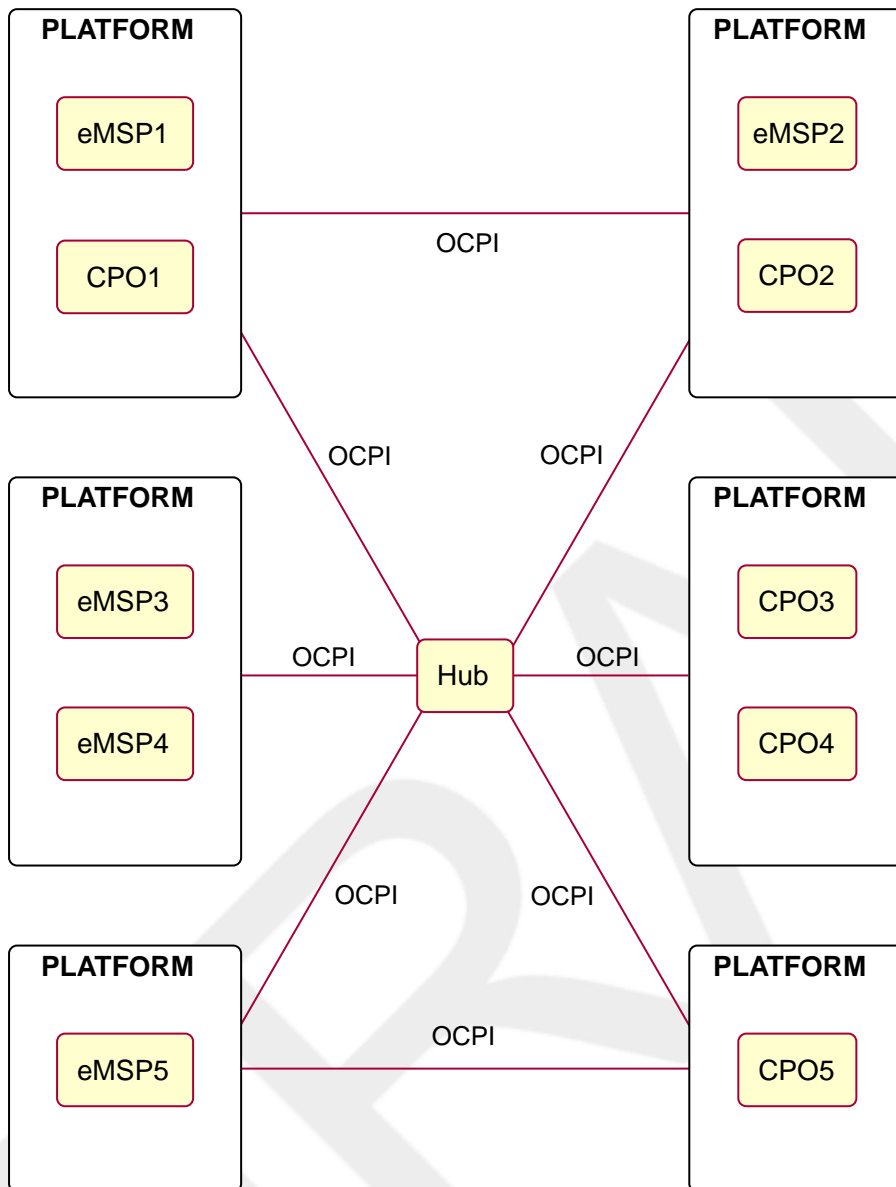 PLATFORM
PLATFORM
eMSP1
eMSP2
OCPI
CPO1
CPO2
OCPI
OCPI
PLATFORM
PLATFORM
eMSP3
CPO3
OCPI
Hub
OCPI
eMSP4
CPO4
OCPI
OCPI
PLATFORM
PLATFORM
OCPI
eMSP5
CPO5